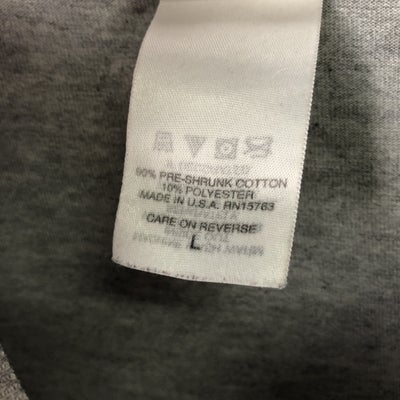 90% PRE-SHRUNK COTTON
10% POLYESTER
MADE IN U.S.A. RN15763
CARE ON REVERSE
L